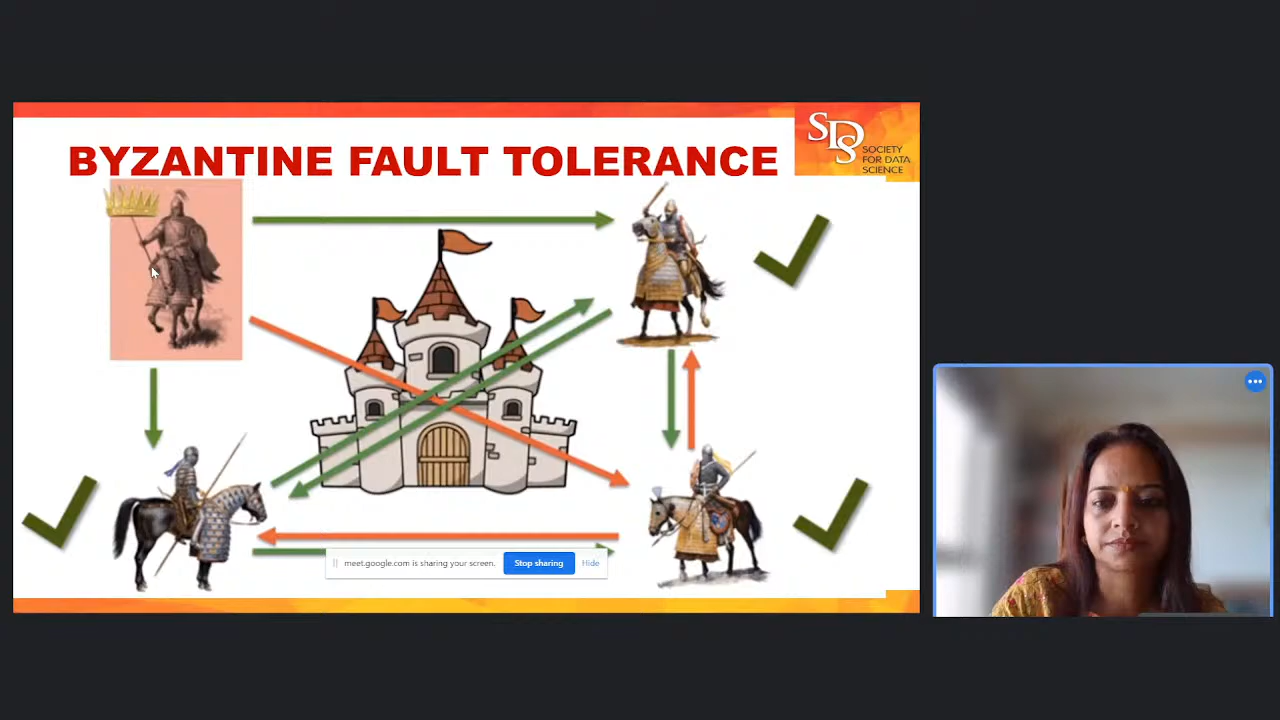 BYZANTINE FAULT TOLERANCE
SDS
SOCIETY
FOR DATA
SCIENCE
meet.google.com is sharing your screen.
Stop sharing
Hide